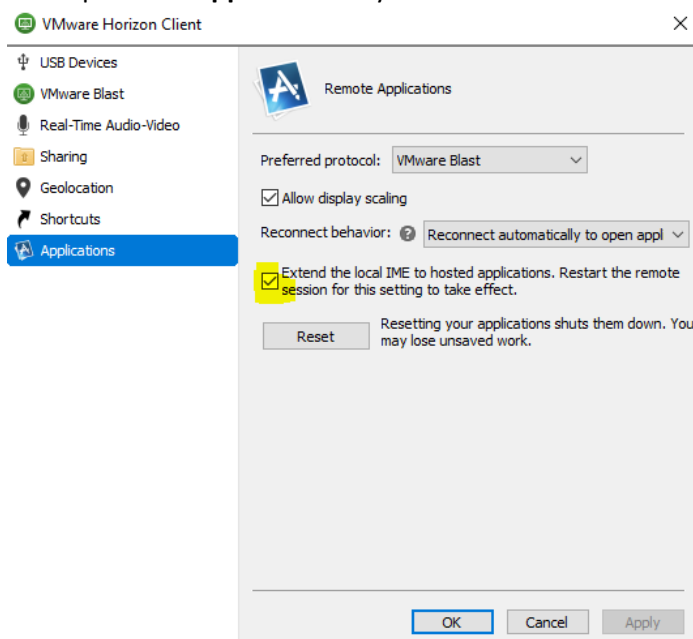 VMware Horizon Client
USB Devices
VMware Blast
Real-Time Audio-Video
Sharing
Geolocation
Shortcuts
Applications
Remote Applications
Preferred protocol: VMware Blast
Allow display scaling
Reconnect behavior: Reconnect automatically to open appl
Extend the local IME to hosted applications. Restart the remote
session for this setting to take effect.
Reset
Resetting your applications shuts them down. You
may lose unsaved work.
OK Cancel Apply